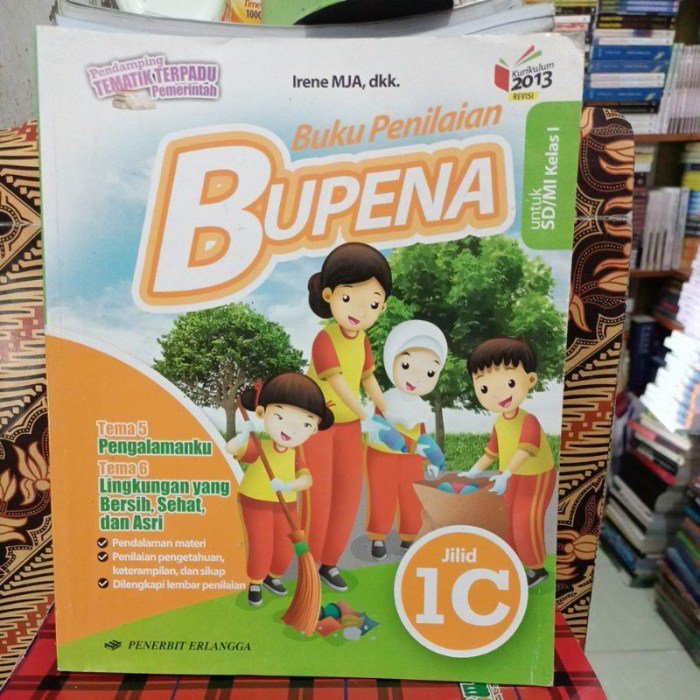 Time
1000
Pendamping
TEMATIK TERPADU
Pemerintah
Irene MJA, dkk.
Kurikulum
2013
REVISI
Buku Penilaian
BUPENA
untuk
SD/MI Kelas I
Tema 5
Pengalamanku
Tema 6
Lingkungan yang
Bersih, Sehat,
dan Asri
Pendalaman materi
Penilaian pengetahuan,
keterampilan, dan sikap
Dilengkapi lembar penilaian
Jilid
1C
PENERBIT ERLANGGA